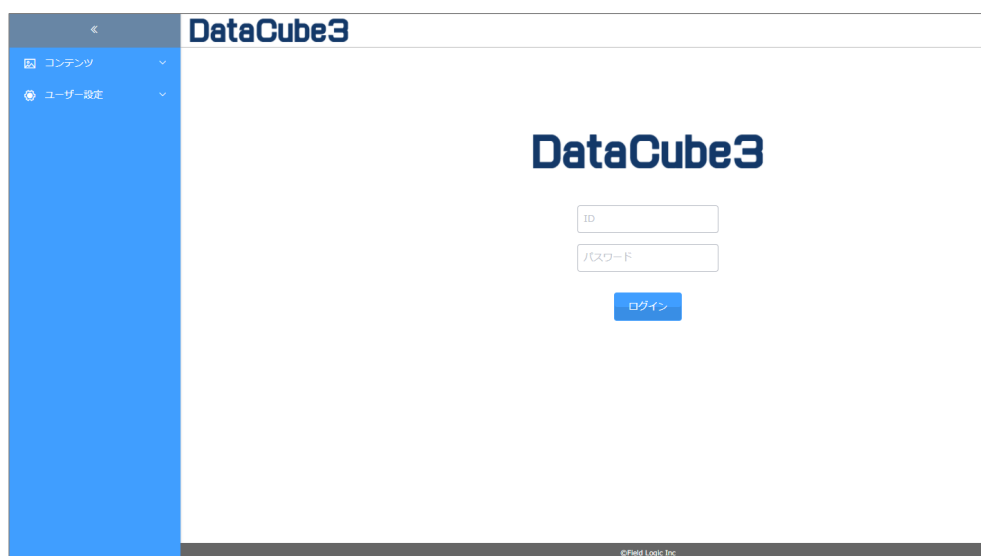 DataCube3
コンテンツ
ユーザー設定
DataCube3
ID
パスワード
ログイン
©Field Logic Inc